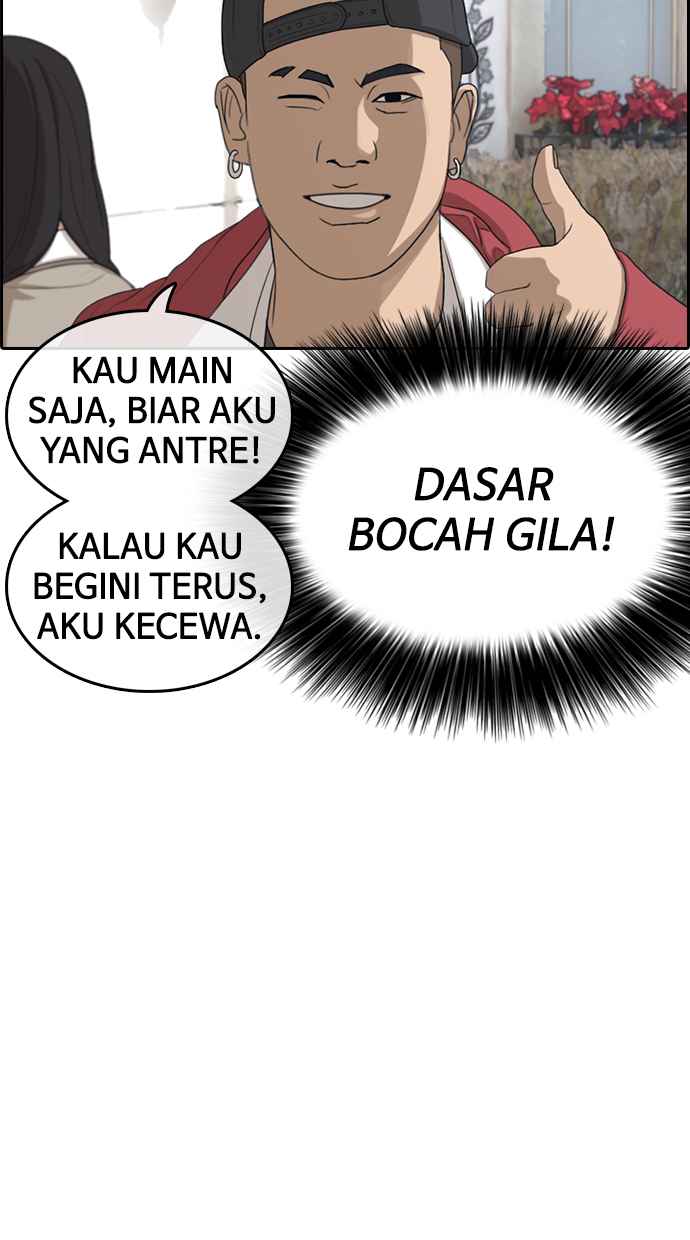 KAU MAIN
SAJA, BIAR AKU
YANG ANTRE!
KALAU KAU
BEGINI TERUS,
AKU KECEWA.
DASAR
BOCAH GILA!